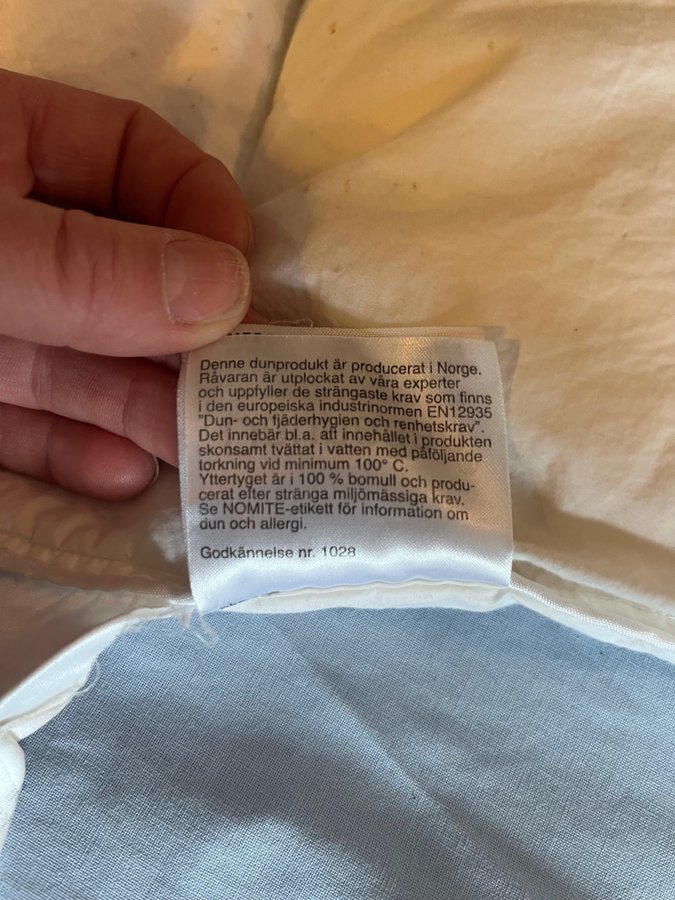 Denne dunprodukt är producerat i Norge.
Råvaran är utplockat av våra experter
och uppfyller de strängaste krav som finns
i den europeiska industrinormen EN12935
"Dun- och fjäderhygien och renhetskrav".
Det innebär bl.a. att innehållet i produkten
skonsamt tvättat i vatten med påföljande
torkning vid minimum 100° C.
Yttertyget är i 100 % bomull och produ-
cerat efter stränga miljömässiga krav.
Se NOMITE-etikett för information om
dun och allergi.
Godkännelse nr. 1028